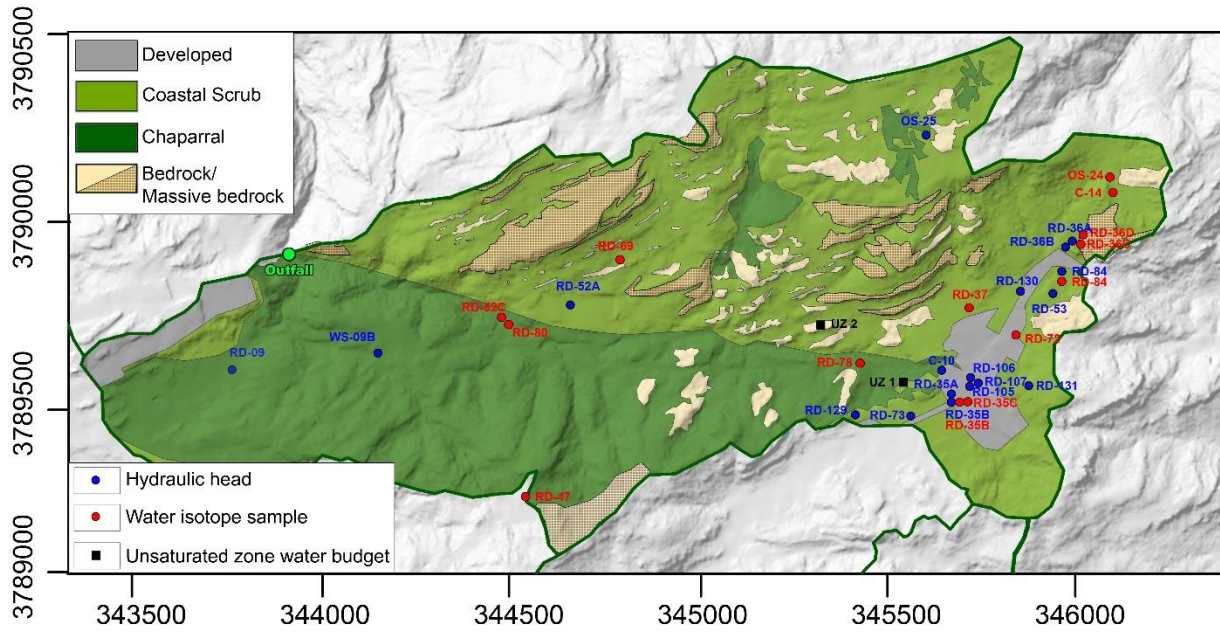 3790500
3790000
3789500
3789000
Developed
Coastal Scrub
Chaparral
Bedrock/
Massive bedrock
OS-25
OS-24
C-14
RD-36A
RD-36D
RD-36B
RD-36C
RD-69
RD-84
RD-84
RD-130
RD-52A
RD-53
Outfall
RD-37
RD-82C
RD-80
UZ 2
RD-72
WS-09B
RD-09
RD-78
C-10
RD-106
UZ 1
RD-107
RD-131
RD-35A
RD-105
RD-35C
RD-129
RD-73
RD-35B
RD-35B
Hydraulic head
Water isotope sample
Unsaturated zone water budget
RD-47
343500
344000
344500
345000
345500
346000